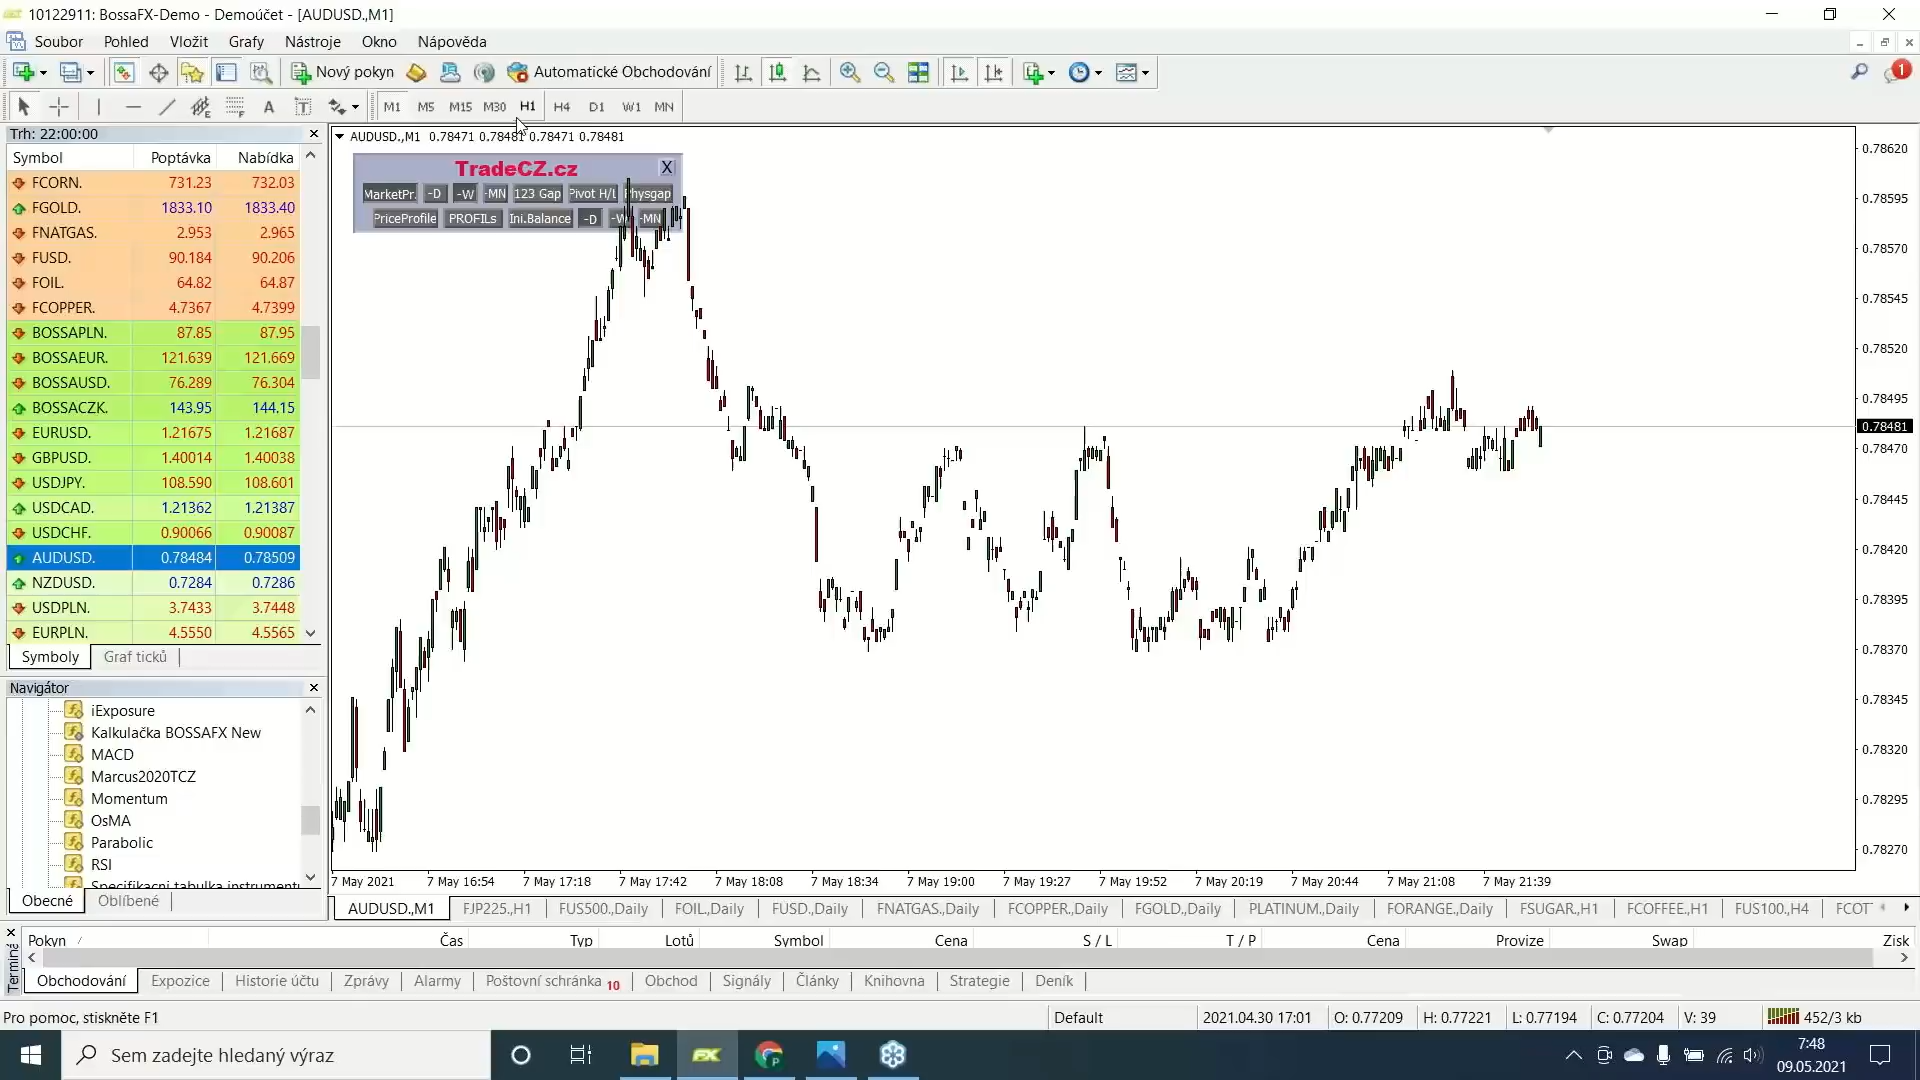 10122911: BossaFX-Demo - Demoúčet - [AUDUSD.,M1]
Soubor Pohled Vložit Grafy Nástroje Okno Nápověda
Nový pokyn Automatické Obchodování 1
A T M1 M5 M15 M30 H1 H4 D1 W1 MN
Trh: 22:00:00
Symbol Poptávka Nabídka
FCORN. 731.23 732.03
FGOLD. 1833.10 1833.40
FNATGAS. 2.953 2.965
FUSD. 90.184 90.206
FOIL. 64.82 64.87
FCOPPER. 4.7367 4.7399
BOSSAPLN. 87.85 87.95
BOSSAEUR. 121.639 121.669
BOSSAUSD. 76.289 76.304
BOSSACZK. 143.95 144.15
EURUSD. 1.21675 1.21687
GBPUSD. 1.40014 1.40038
USDJPY. 108.590 108.601
USDCAD. 1.21362 1.21387
USDCHF. 0.90066 0.90087
AUDUSD. 0.78484 0.78509
NZDUSD. 0.7284 0.7286
USDPLN. 3.7433 3.7448
EURPLN. 4.5550 4.5565
Symboly Graf ticků
Navigátor
iExposure
Kalkulačka BOSSAFX New
MACD
Marcus2020TCZ
Momentum
OsMA
Parabolic
RSI
Specifikacni tabulka instrumentu
Obecné Oblíbené
AUDUSD.,M1 0.78471 0.78481 0.78471 0.78481
TradeCZ.cz X
MarketPr. -D -W -MN 123 Gap Pivot H/L Physgap
PriceProfile PROFILs Ini.Balance -D -W -MN
0.78620
0.78595
0.78570
0.78545
0.78520
0.78495
0.78481
0.78470
0.78445
0.78420
0.78395
0.78370
0.78345
0.78320
0.78295
0.78270
7 May 2021 7 May 16:54 7 May 17:18 7 May 17:42 7 May 18:08 7 May 18:34 7 May 19:00 7 May 19:27 7 May 19:52 7 May 20:19 7 May 20:44 7 May 21:08 7 May 21:39
AUDUSD.,M1 FJP225.,H1 FUS500.,Daily FOIL.,Daily FUSD.,Daily FNATGAS.,Daily FCOPPER.,Daily FGOLD.,Daily PLATINUM.,Daily FORANGE.,Daily FSUGAR.,H1 FCOFFEE.,H1 FUS100.,H4 FCOT
Terminá
Pokyn / Čas Typ Lotů Symbol Cena S / L T / P Cena Provize Swap Zisk
Obchodování Expozice Historie účtu Zprávy Alarmy Poštovní schránka 10 Obchod Signály Články Knihovna Strategie Deník
Pro pomoc, stiskněte F1 Default 2021.04.30 17:01 O: 0.77209 H: 0.77221 L: 0.77194 C: 0.77204 V: 39 452/3 kb
Sem zadejte hledaný výraz
7:48
09.05.2021